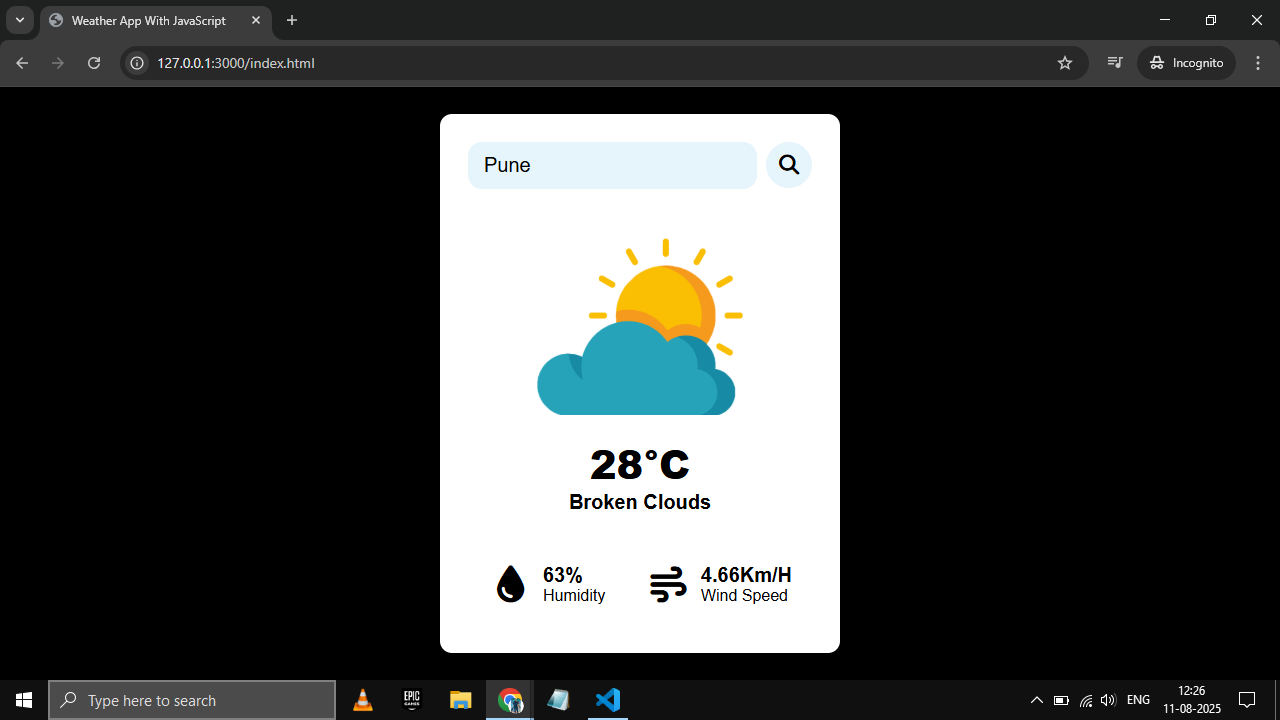 Weather App With JavaScript
127.0.0.1:3000/index.html
Incognito
Pune
28°C
Broken Clouds
63%
Humidity
4.66Km/H
Wind Speed
Type here to search
EPIC
GAMES
ENG
12:26
11-08-2025